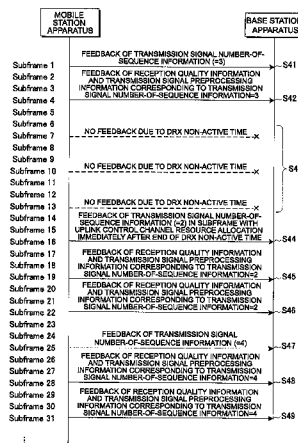 MOBILE
STATION
APPARATUS
BASE STATION
APPARATUS
FEEDBACK OF TRANSMISSION SIGNAL NUMBER-OF-
SEQUENCE INFORMATION (=3)
Subframe 1
S41
Subframe 2
FEEDBACK OF RECEPTION QUALITY INFORMATION
AND TRANSMISSION SIGNAL PREPROCESSING
Subframe 3
INFORMATION CORRESPONDING TO TRANSMISSION
SIGNAL NUMBER-OF-SEQUENCE INFORMATION=3
Subframe 4
S42
Subframe 5
Subframe 6
NO FEEDBACK DUE TO DRX NON-ACTIVE TIME
Subframe 7
Subframe 8
Subframe 9
NO FEEDBACK DUE TO DRX NON-ACTIVE TIME
Subframe 10
S4
Subframe 11
Subframe 12
NO FEEDBACK DUE TO DRX NON-ACTIVE TIME
Subframe 13
Subframe 14
FEEDBACK OF TRANSMISSION SIGNAL NUMBER-OF-
SEQUENCE INFORMATION (=2) IN SUBFRAME WITH
Subframe 15
UPLINK CONTROL CHANNEL RESOURCE ALLOCATION
IMMEDIATELY AFTER END OF DRX NON-ACTIVE TIME
Subframe 16
S44
Subframe 17
FEEDBACK OF RECEPTION QUALITY INFORMATION
AND TRANSMISSION SIGNAL PREPROCESSING
Subframe 18
INFORMATION CORRESPONDING TO TRANSMISSION
SIGNAL NUMBER-OF-SEQUENCE INFORMATION=2
Subframe 19
S45
Subframe 20
FEEDBACK OF RECEPTION QUALITY INFORMATION
AND TRANSMISSION SIGNAL PREPROCESSING
Subframe 21
INFORMATION CORRESPONDING TO TRANSMISSION
SIGNAL NUMBER-OF-SEQUENCE INFORMATION=2
Subframe 22
S46
Subframe 23
Subframe 24
FEEDBACK OF TRANSMISSION SIGNAL
NUMBER-OF-SEQUENCE INFORMATION (=4)
Subframe 25
S47
Subframe 26
FEEDBACK OF RECEPTION QUALITY INFORMATION
AND TRANSMISSION SIGNAL PREPROCESSING
Subframe 27
INFORMATION CORRESPONDING TO TRANSMISSION
SIGNAL NUMBER-OF-SEQUENCE INFORMATION=4
Subframe 28
S48
Subframe 29
FEEDBACK OF RECEPTION QUALITY INFORMATION
AND TRANSMISSION SIGNAL PREPROCESSING
Subframe 30
INFORMATION CORRESPONDING TO TRANSMISSION
SIGNAL NUMBER-OF-SEQUENCE INFORMATION=4
Subframe 31
S49